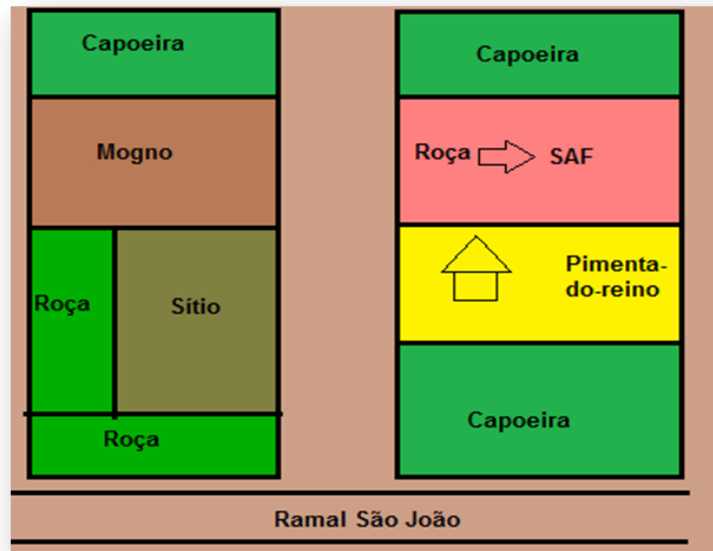 Capoeira
Mogno
Roça
Sítio
Roça
Capoeira
Roça SAF
Pimenta-
do-reino
Capoeira
Ramal São João